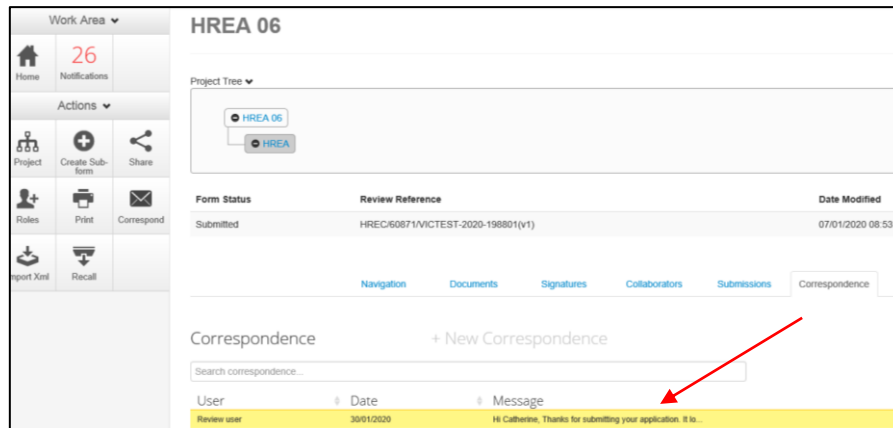 Work Area
HREA 06
26
Home
Notifications
Project Tree
Actions
HREA 06
HREA
Project
Create Sub-
form
Share
Form Status
Review Reference
Date Modified
Roles
Print
Correspond
Submitted
HREC/60871/VICTEST-2020-198801(v1)
07/01/2020 08:53
mport Xml
Recall
Navigation
Documents
Signatures
Collaborators
Submissions
Correspondence
Correspondence
+ New Correspondence
Search correspondence...
User
Date
Message
Review user
30/01/2020
Hi Catherine, Thanks for submitting your application. It lo...